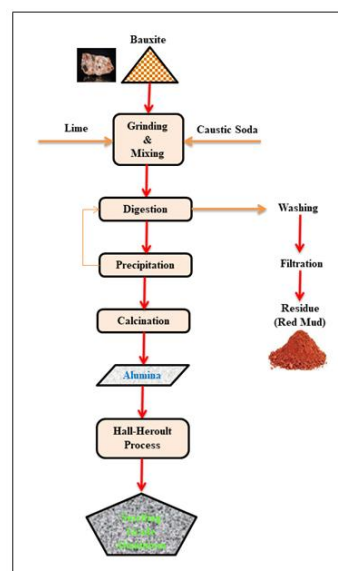 Bauxite
Lime
Grinding
&
Mixing
Caustic Soda
Digestion
Washing
Precipitation
Filtration
Calcination
Residue
(Red Mud)
Alumina
Hall-Heroult
Process